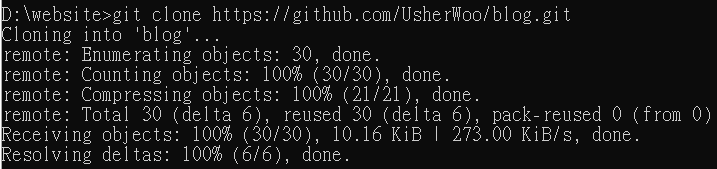 D:\website>git clone https://github.com/UsherWoo/blog.git
Cloning into 'blog'...
remote: Enumerating objects: 30, done.
remote: Counting objects: 100% (30/30), done.
remote: Compressing objects: 100% (21/21), done.
remote: Total 30 (delta 6), reused 30 (delta 6), pack-reused 0 (from 0)
Receiving objects: 100% (30/30), 10.16 KiB | 273.00 KiB/s, done.
Resolving deltas: 100% (6/6), done.